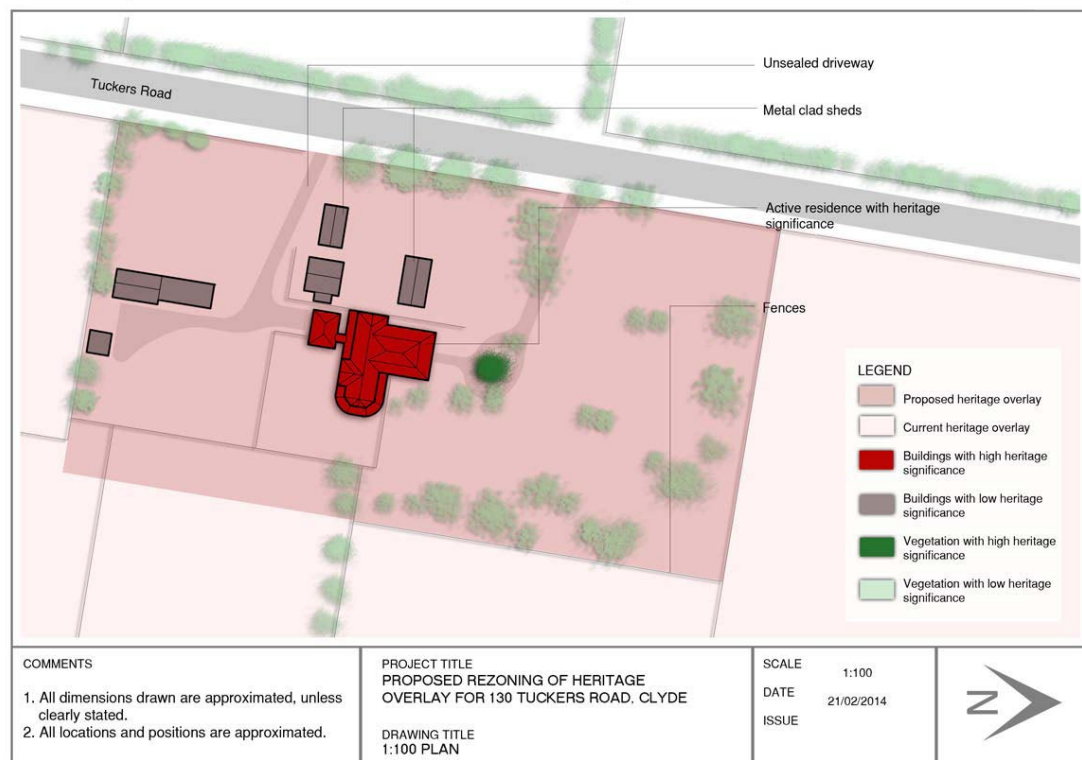 Tuckers Road
Unsealed driveway
Metal clad sheds
Active residence with heritage
significance
Fences
LEGEND
Proposed heritage overlay
Current heritage overlay
Buildings with high heritage
significance
Buildings with low heritage
significance
Vegetation with high heritage
significance
Vegetation with low heritage
significance
COMMENTS
1. All dimensions drawn are approximated, unless
clearly stated.
2. All locations and positions are approximated.
PROJECT TITLE
PROPOSED REZONING OF HERITAGE
OVERLAY FOR 130 TUCKERS ROAD. CLYDE
DRAWING TITLE
1:100 PLAN
SCALE 1:100
DATE 21/02/2014
ISSUE
N